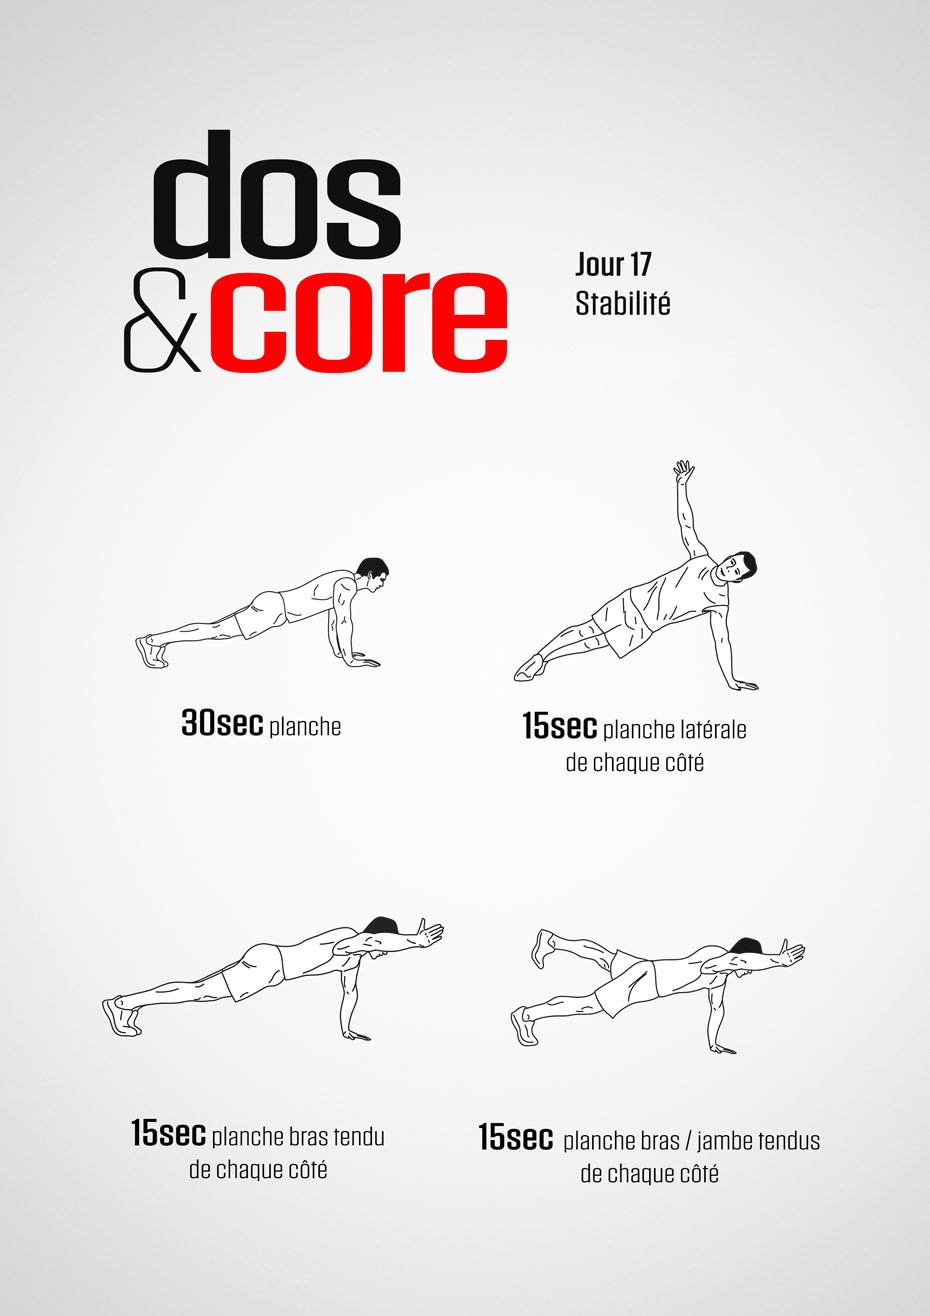 dos
&core
Jour 17
Stabilité
30sec planche
15sec planche latérale
de chaque côté
15sec planche bras tendu
de chaque côté
15sec planche bras / jambe tendus
de chaque côté